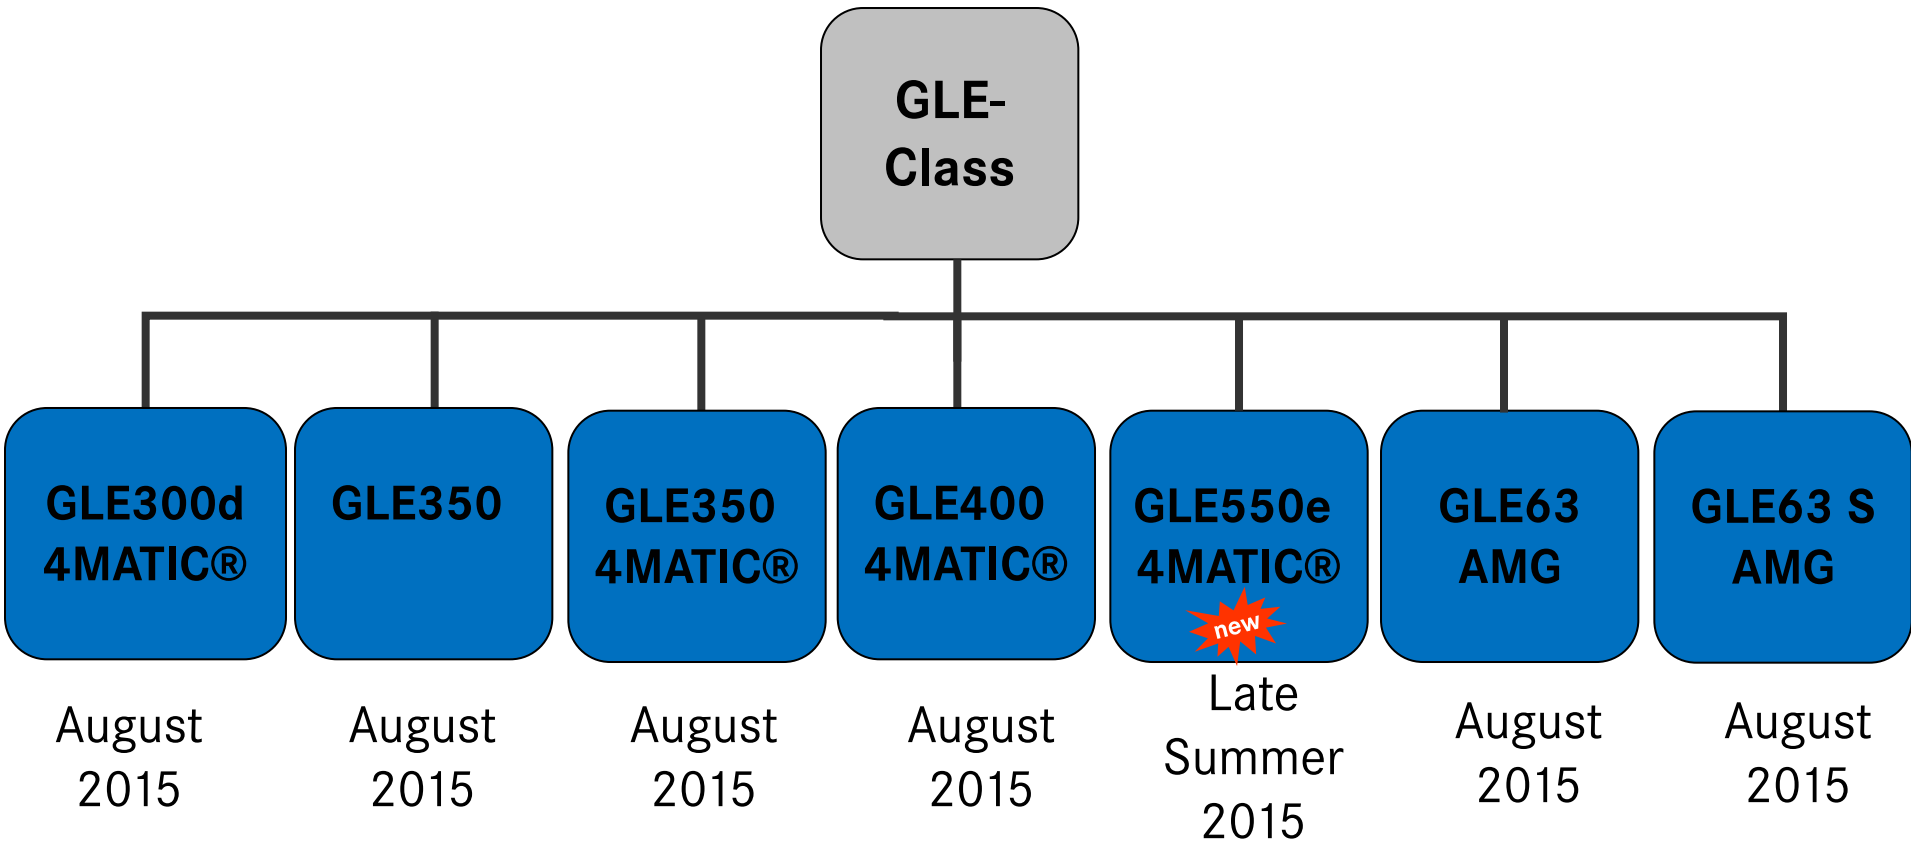 GLE-
Class
GLE300d
4MATIC®
GLE350
GLE350
4MATIC®
GLE400
4MATIC®
GLE550e
4MATIC®
new
GLE63
AMG
GLE63 S
AMG
August
2015
August
2015
August
2015
August
2015
Late
Summer
2015
August
2015
August
2015